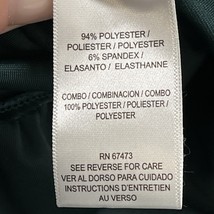 94% POLYESTER /
POLIESTER / POLYESTER
6% SPANDEX /
ELASANTO / ELASTHANNE
COMBO / COMBINACION / COMBO
100% POLYESTER / POLIESTER /
POLYESTER
RN 67473
SEE REVERSE FOR CARE
VER AL DORSO PARA CUIDADO
INSTRUCTIONS D'ENTRETIEN
AU VERSO